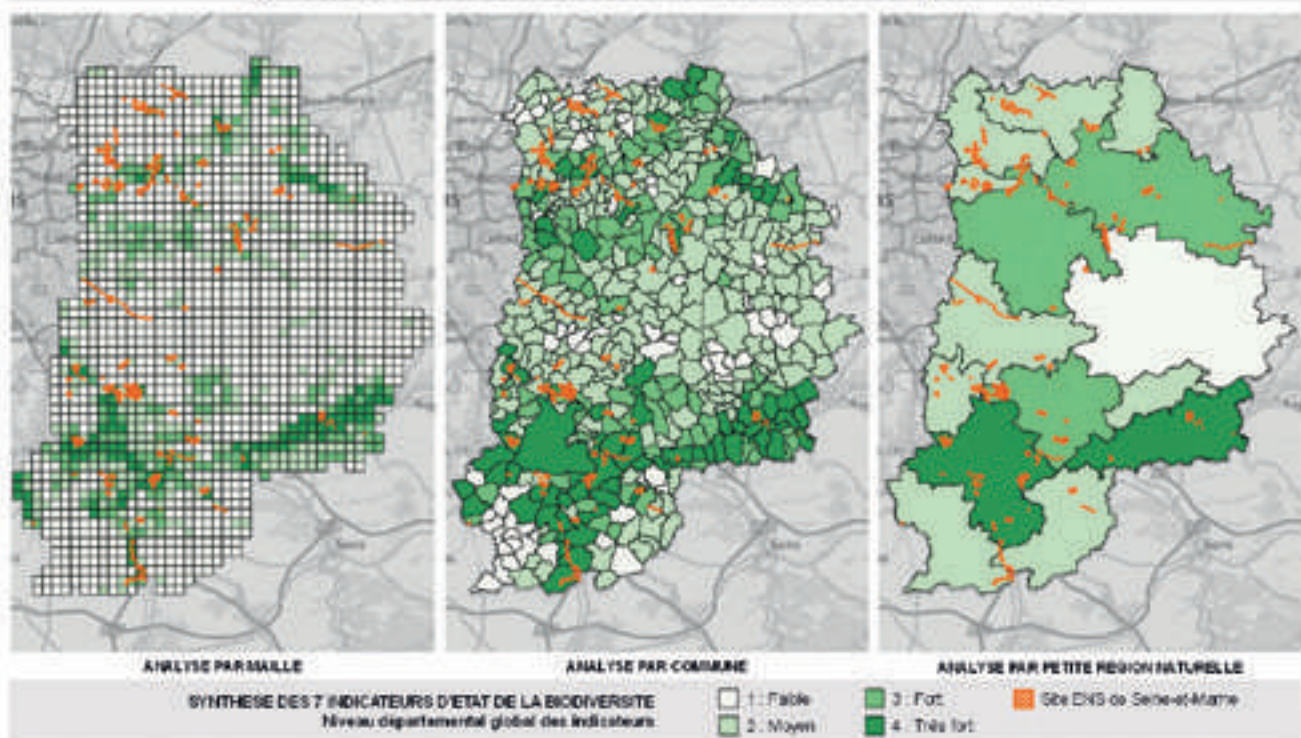 ANALYSE PAR MAILLE
ANALYSE PAR COMMUNE
ANALYSE PAR PETITE REGION NATURELLE
SYNTHESE DES 7 INDICATEURS D'ETAT DE LA BIODIVERSITE
Niveau départemental global des indicateurs
1 : Faible
2 : Moyen
3 : Fort
4 : Très fort
Site ENS de Seine-et-Marne